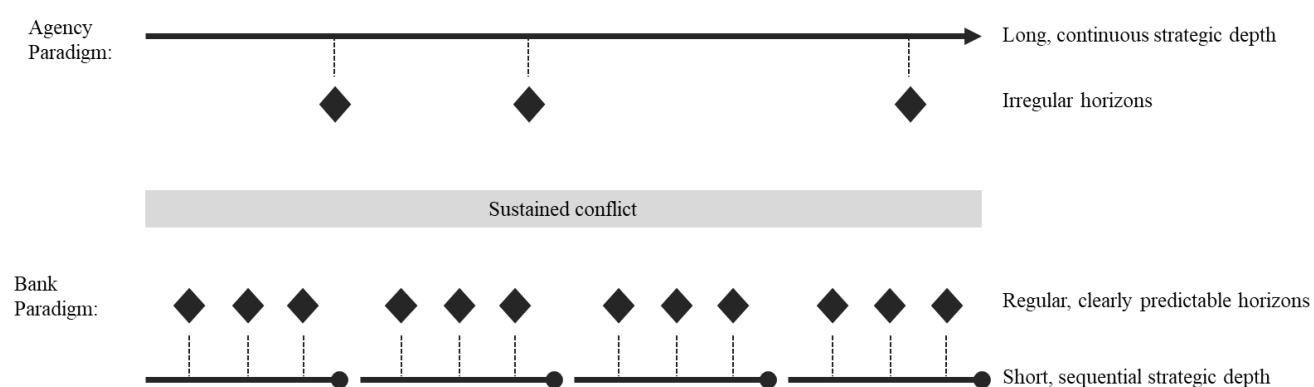 Agency
Paradigm:
Long, continuous strategic depth
Irregular horizons
Sustained conflict
Bank
Paradigm:
Regular, clearly predictable horizons
Short, sequential strategic depth